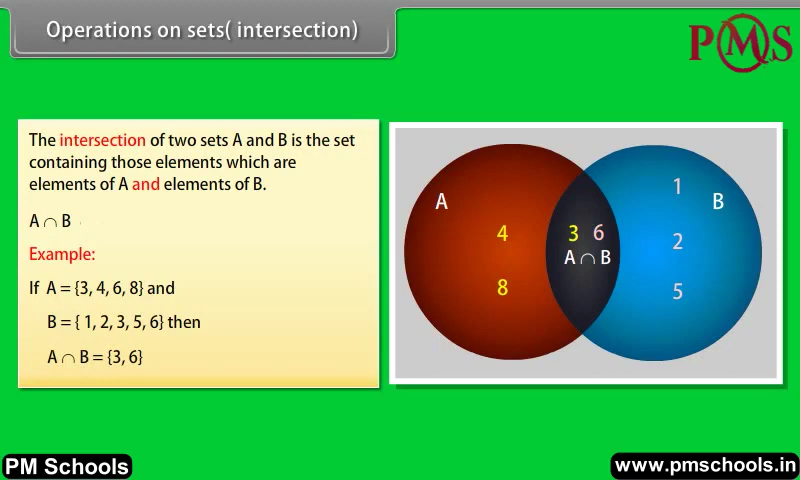 Operations on sets( intersection)
PMS
The intersection of two sets A and B is the set
containing those elements which are
elements of A and elements of B.
A ∩ B
Example:
If A = {3, 4, 6, 8} and
B = { 1, 2, 3, 5, 6} then
A ∩ B = {3, 6}
A
B
4
8
3 6
A ∩ B
1
2
5
PM Schools
www.pmschools.in